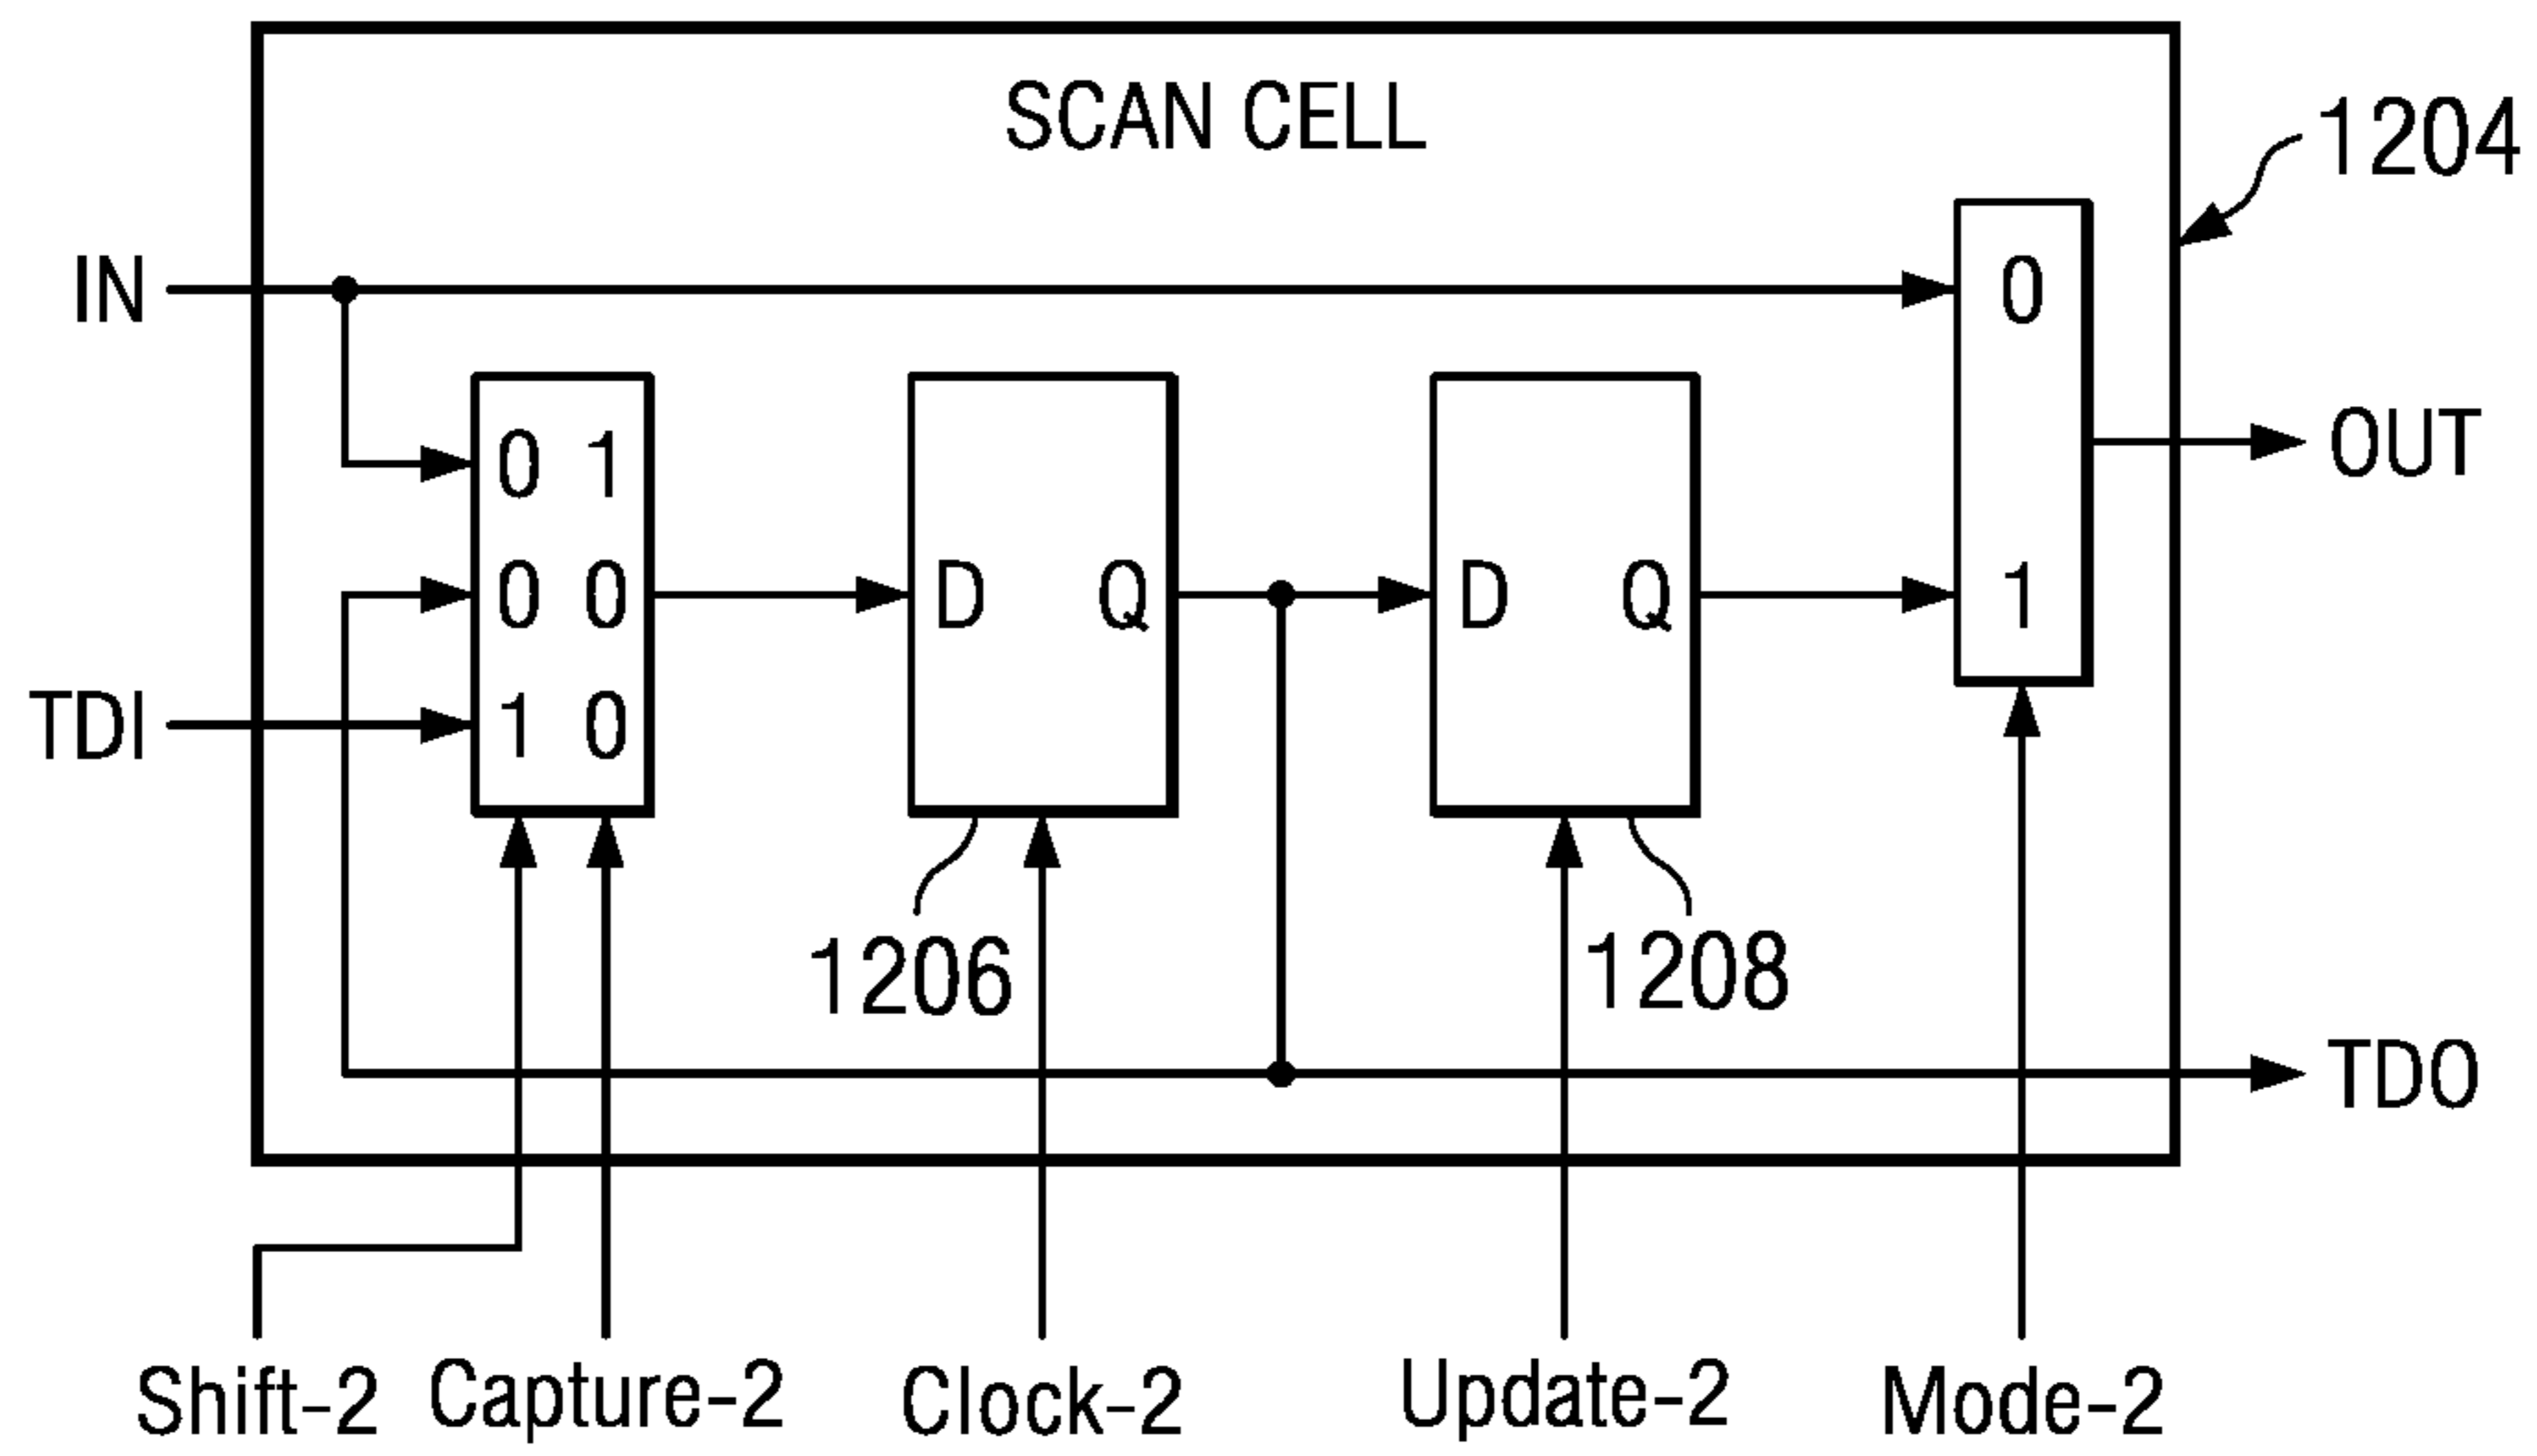 SCAN CELL
1204
IN
0
0 1
OUT
0 0
D Q
D Q
1
TDI
1 0
1206
1208
TDO
Shift-2 Capture-2 Clock-2 Update-2 Mode-2